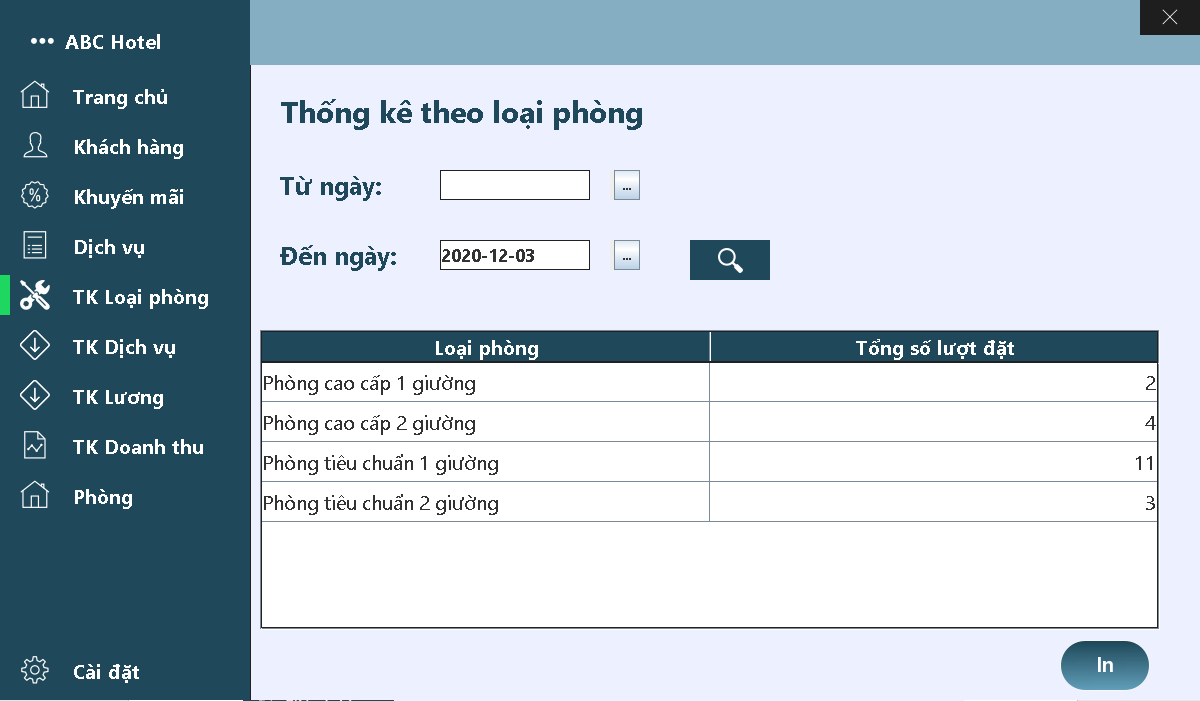 ABC Hotel
Trang chủ
Khách hàng
Khuyến mãi
Dịch vụ
TK Loại phòng
TK Dịch vụ
TK Lương
TK Doanh thu
Phòng
Cài đặt
Thống kê theo loại phòng
Từ ngày:
...
Đến ngày: 2020-12-03 ...
Loại phòng Tổng số lượt đặt
Phòng cao cấp 1 giường 2
Phòng cao cấp 2 giường 4
Phòng tiêu chuẩn 1 giường 11
Phòng tiêu chuẩn 2 giường 3
In